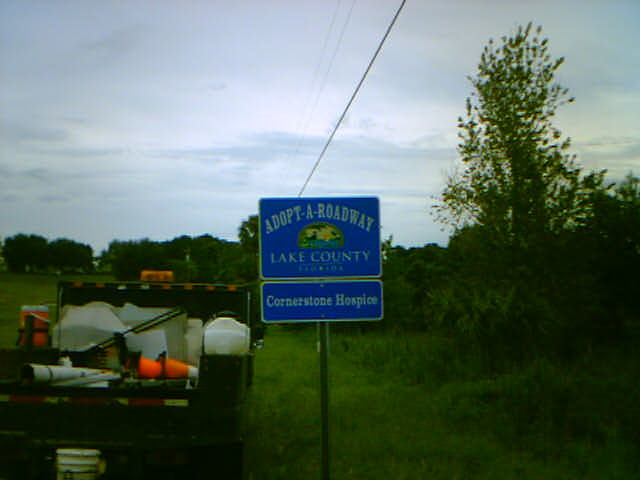 ADOPT-A-ROADWAY
LAKE COUNTY
FLORIDA
Cornerstone Hospice